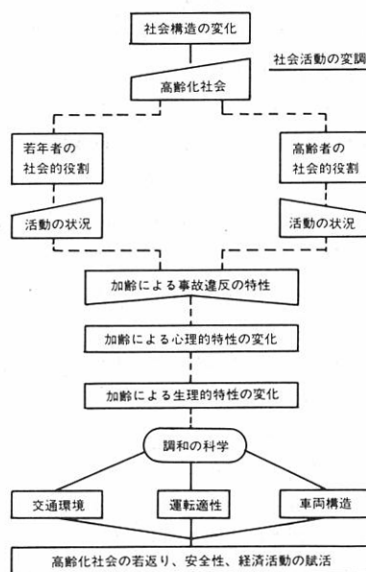 社会構造の変化
社会活動の変調
高齢化社会
若年者の
社会的役割
高齢者の
社会的役割
活動の状況
活動の状況
加齢による事故違反の特性
加齢による心理的特性の変化
加齢による生理的特性の変化
調和の科学
交通環境
運転適性
車両構造
高齢化社会の若返り、安全性、経済活動の賦活